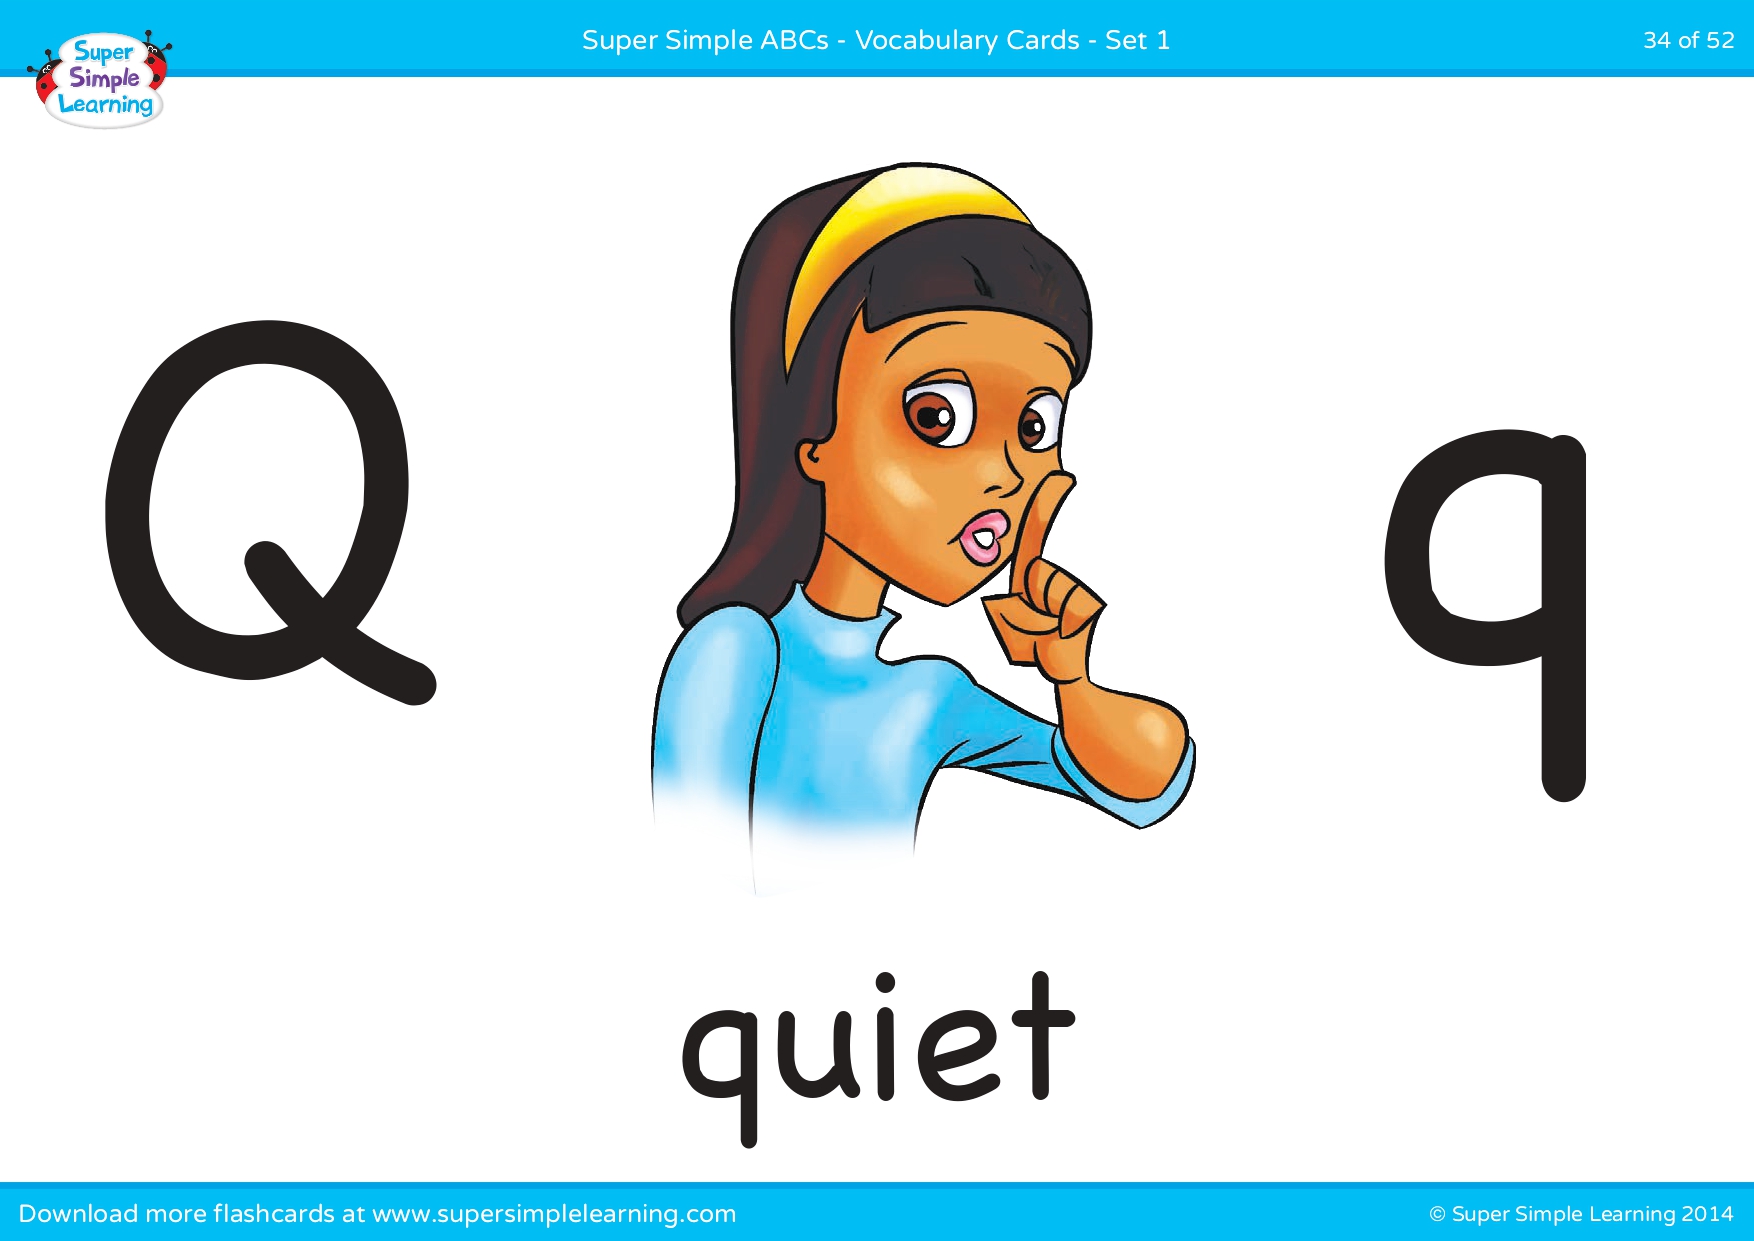 Super
Simple
Learning
Super Simple ABCs - Vocabulary Cards - Set 1
34 of 52
Q
q
quiet
Download more flashcards at www.supersimplelearning.com
© Super Simple Learning 2014